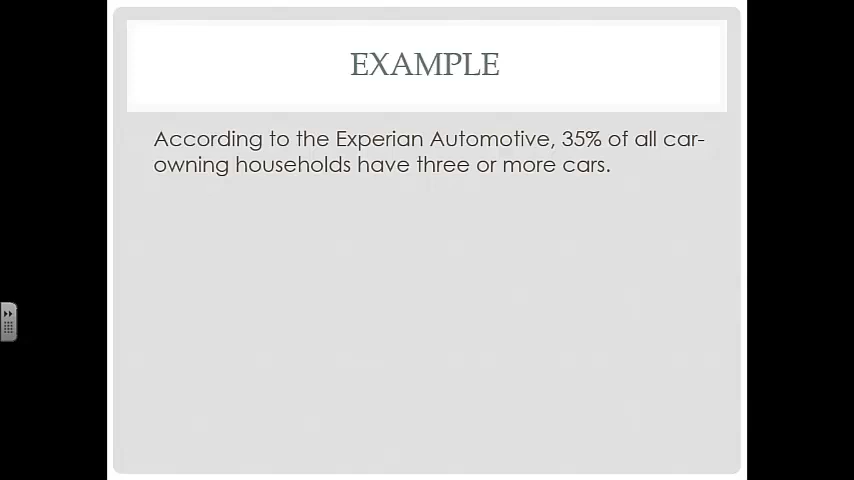 EXAMPLE
According to the Experian Automotive, 35% of all car-
owning households have three or more cars.